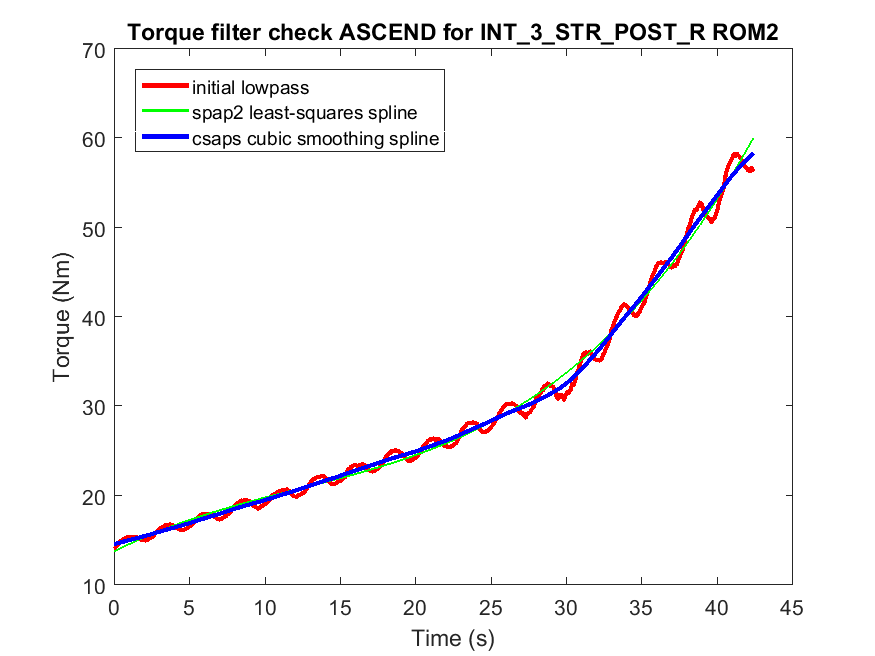 Torque filter check ASCEND for INT_3_STR_POST_R ROM2
70
60
50
40
30
20
10
Torque (Nm)
initial lowpass
spap2 least-squares spline
csaps cubic smoothing spline
0 5 10 15 20 25 30 35 40 45
Time (s)